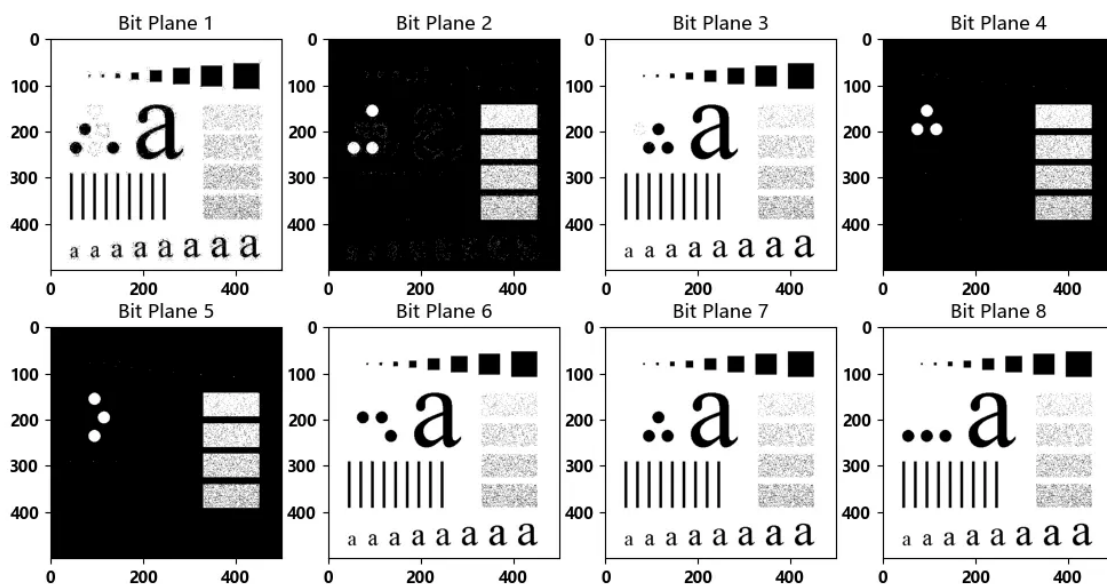 Bit Plane 1 Bit Plane 2 Bit Plane 3 Bit Plane 4
0 0 0 0
100 100 100 100
200 200 200 200
300 300 300 300
400 400 400 400
a a a
a a a a a a a a a a a a a a a a
0 200 400 0 200 400 0 200 400 0 200 400
Bit Plane 5 Bit Plane 6 Bit Plane 7 Bit Plane 8
0 0 0 0
100 100 100 100
200 200 200 200
300 300 300 300
400 400 400 400
a a a
a a a a a a a a a a a a a a a a a a a a a a a a
0 200 400 0 200 400 0 200 400 0 200 400